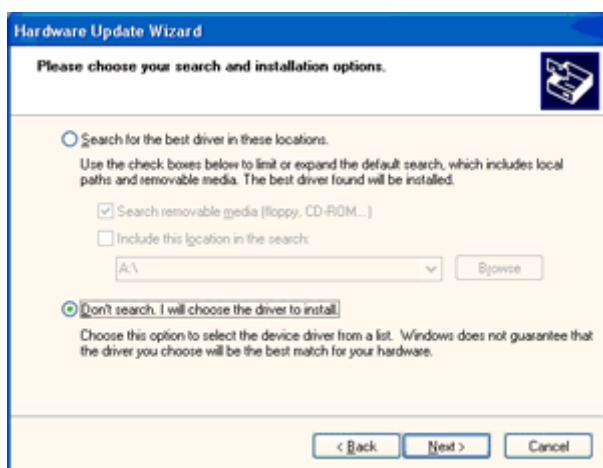 Hardware Update Wizard
Please choose your search and installation options.
Search for the best driver in these locations.
Use the check boxes below to limit or expand the default search, which includes local
paths and removable media. The best driver found will be installed.
Search removable media (floppy, CD-ROM...)
Include this location in the search:
A:\
Browse
Don't search. I will choose the driver to install.
Choose this option to select the device driver from a list. Windows does not guarantee that
the driver you choose will be the best match for your hardware.
< Back
Next >
Cancel